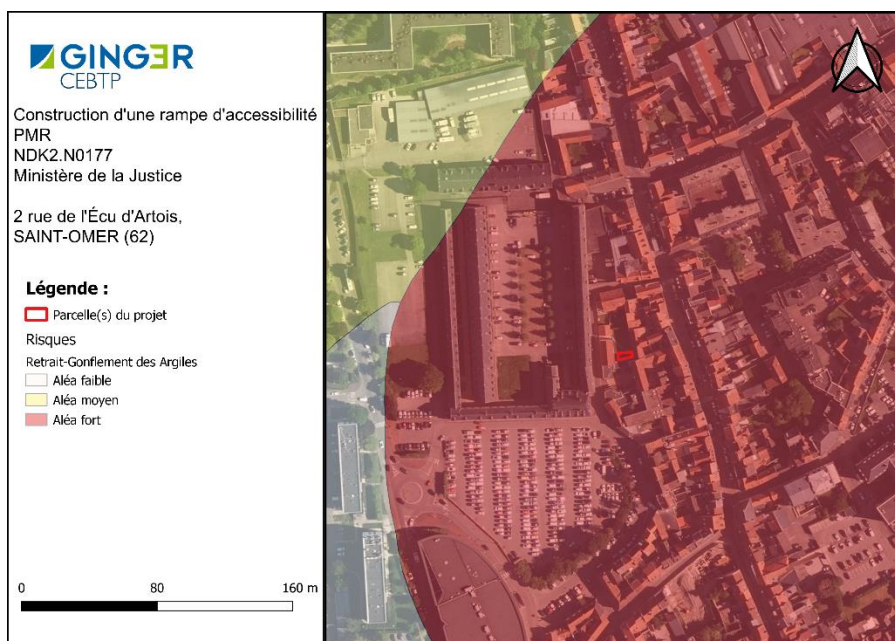 GINGER
CEBTP
Construction d'une rampe d'accessibilité
PMR
NDK2.N0177
Ministère de la Justice
2 rue de l'Écu d'Artois,
SAINT-OMER (62)
Légende :
Parcelle(s) du projet
Risques
Retrait-Gonflement des Argiles
Aléa faible
Aléa moyen
Aléa fort
0 80 160 m